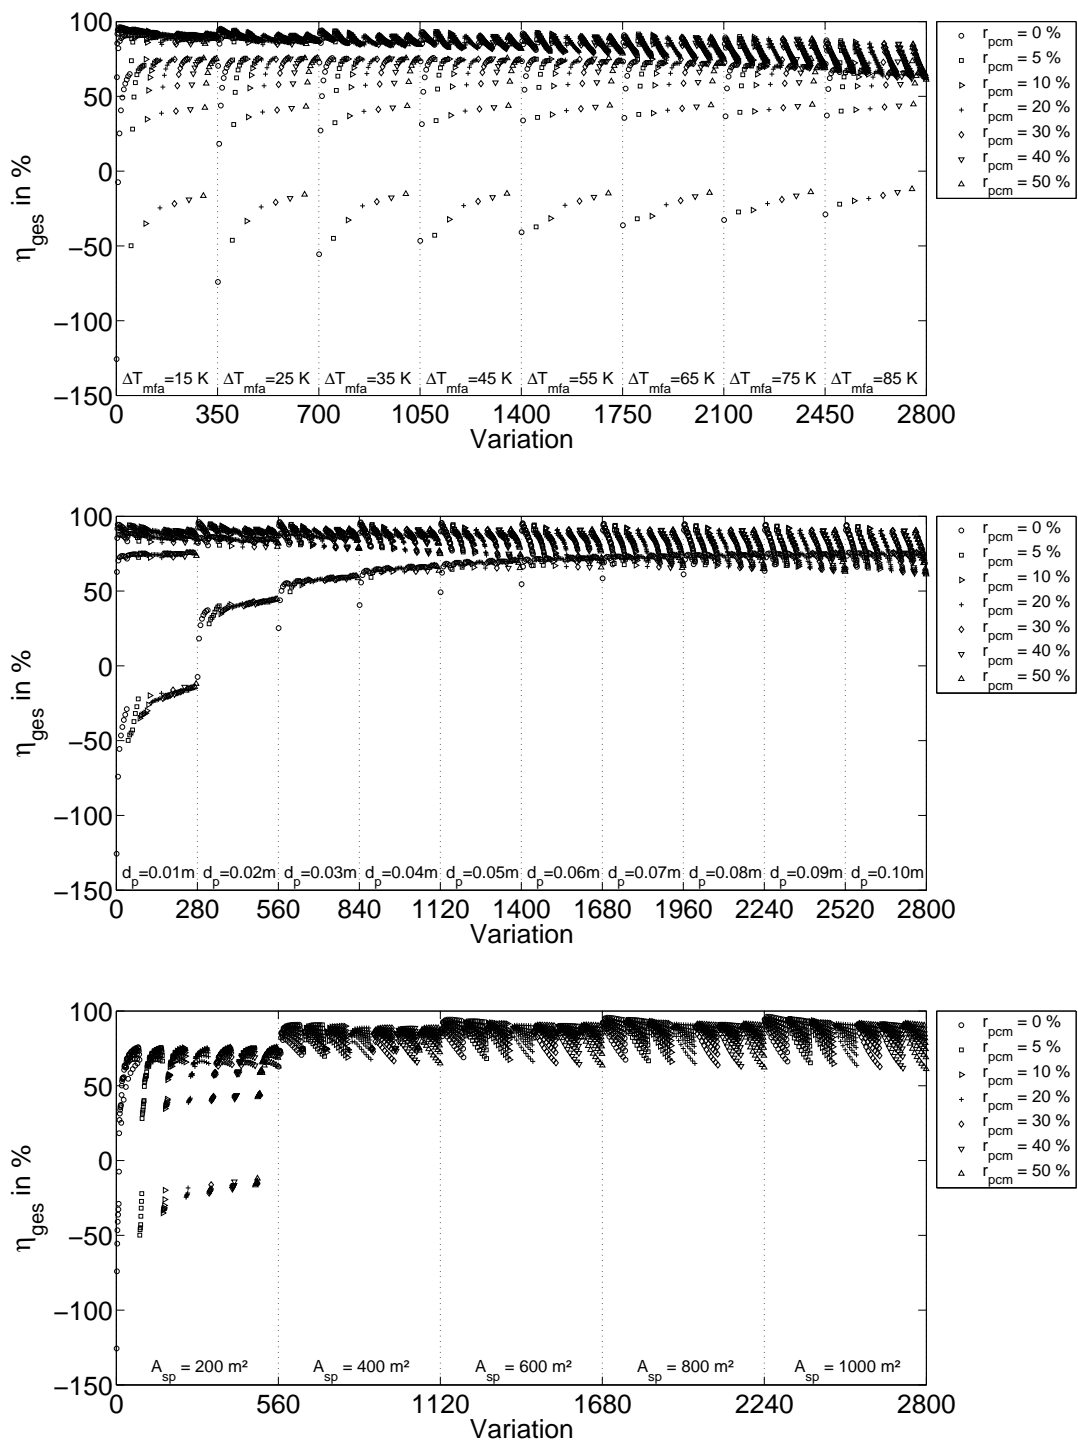 100
50
0
−50
−100
−150
η_ges in %
ΔT_mfa=15 K
ΔT_mfa=25 K
ΔT_mfa=35 K
ΔT_mfa=45 K
ΔT_mfa=55 K
ΔT_mfa=65 K
ΔT_mfa=75 K
ΔT_mfa=85 K
0 350 700 1050 1400 1750 2100 2450 2800
Variation
r_pcm = 0 %
r_pcm = 5 %
r_pcm = 10 %
r_pcm = 20 %
r_pcm = 30 %
r_pcm = 40 %
r_pcm = 50 %
100
50
0
−50
−100
−150
η_ges in %
d_p=0.01m
d_p=0.02m
d_p=0.03m
d_p=0.04m
d_p=0.05m
d_p=0.06m
d_p=0.07m
d_p=0.08m
d_p=0.09m
d_p=0.10m
0 280 560 840 1120 1400 1680 1960 2240 2520 2800
Variation
r_pcm = 0 %
r_pcm = 5 %
r_pcm = 10 %
r_pcm = 20 %
r_pcm = 30 %
r_pcm = 40 %
r_pcm = 50 %
100
50
0
−50
−100
−150
η_ges in %
A_sp = 200 m²
A_sp = 400 m²
A_sp = 600 m²
A_sp = 800 m²
A_sp = 1000 m²
0 560 1120 1680 2240 2800
Variation
r_pcm = 0 %
r_pcm = 5 %
r_pcm = 10 %
r_pcm = 20 %
r_pcm = 30 %
r_pcm = 40 %
r_pcm = 50 %